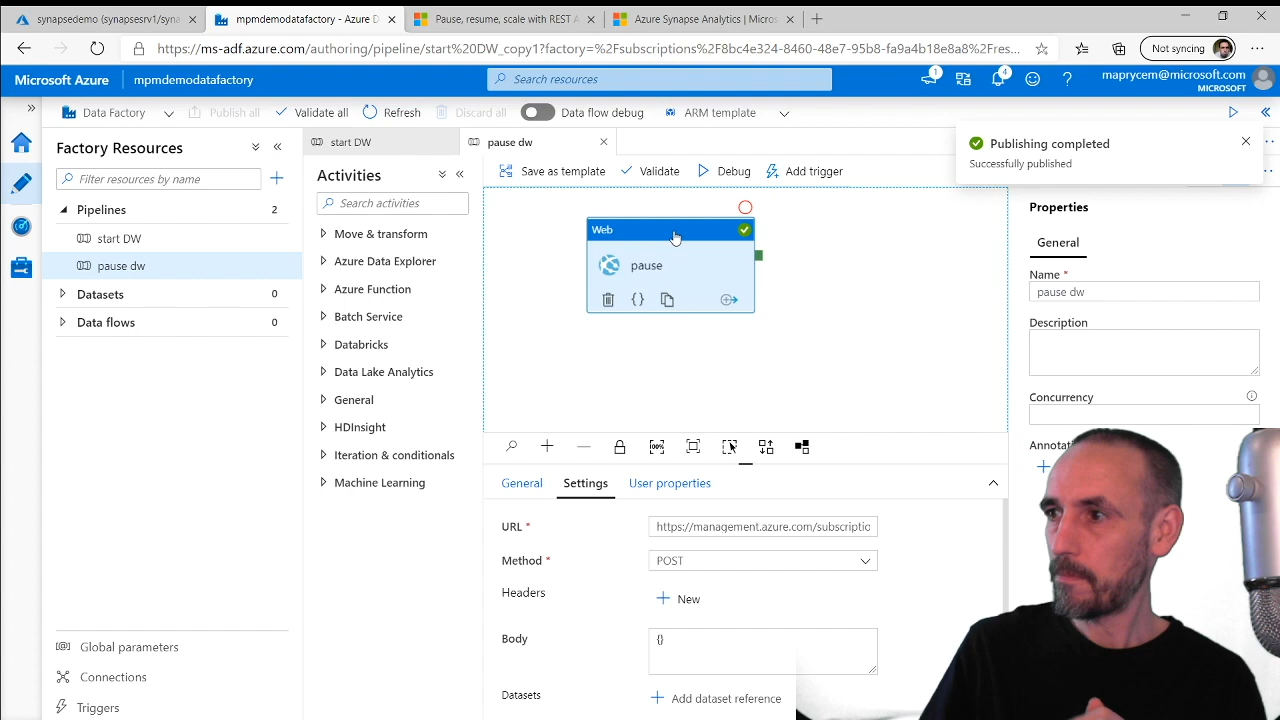 synapsedemo (synapsesrv1/syna
mpmdemodatafactory - Azure D
Pause, resume, scale with REST A
Azure Synapse Analytics | Micros
https://ms-adf.azure.com/authoring/pipeline/start%20DW_copy1?factory=%2Fsubscriptions%2F8bc4e324-8460-48e7-95b8-fa9a4b18e8d8%2Fres...
Not syncing
Microsoft Azure
mpmdemodatafactory
Search resources
1
4
maprycem@microsoft.com
MICROSOFT
Data Factory
Publish all
Validate all
Refresh
Discard all
Data flow debug
ARM template
Factory Resources
start DW
pause dw
Publishing completed
Successfully published
Filter resources by name
Activities
Save as template
Validate
Debug
Add trigger
Search activities
Pipelines
2
start DW
pause dw
Datasets
0
Data flows
0
Move & transform
Azure Data Explorer
Azure Function
Batch Service
Databricks
Data Lake Analytics
General
HDInsight
Iteration & conditionals
Machine Learning
Web
pause
{}
100%
Properties
General
Name *
pause dw
Description
Concurrency
Annotati
General
Settings
User properties
URL *
https://management.azure.com/subscriptio
Method *
POST
Headers
New
Body
{}
Datasets
Add dataset reference
Global parameters
Connections
Triggers